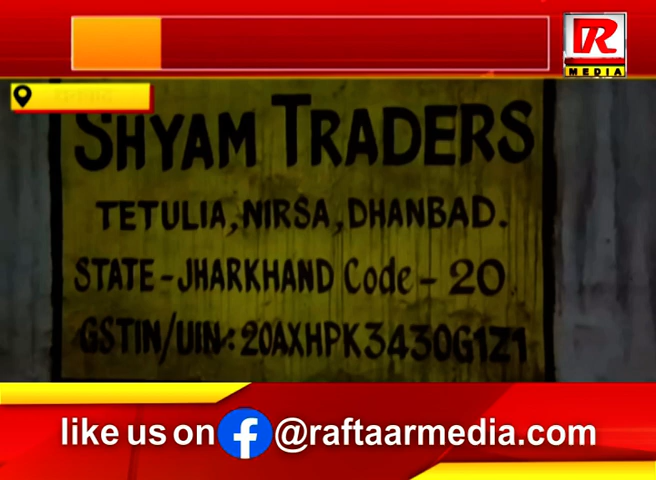 R
MEDIA
SHYAM TRADERS
TETULIA, NIRSA, DHANBAD.
STATE-JHARKHAND Code-20
GSTIN/UIN: 20AXHPK3430G1Z1
like us on f @raftaarmedia.com